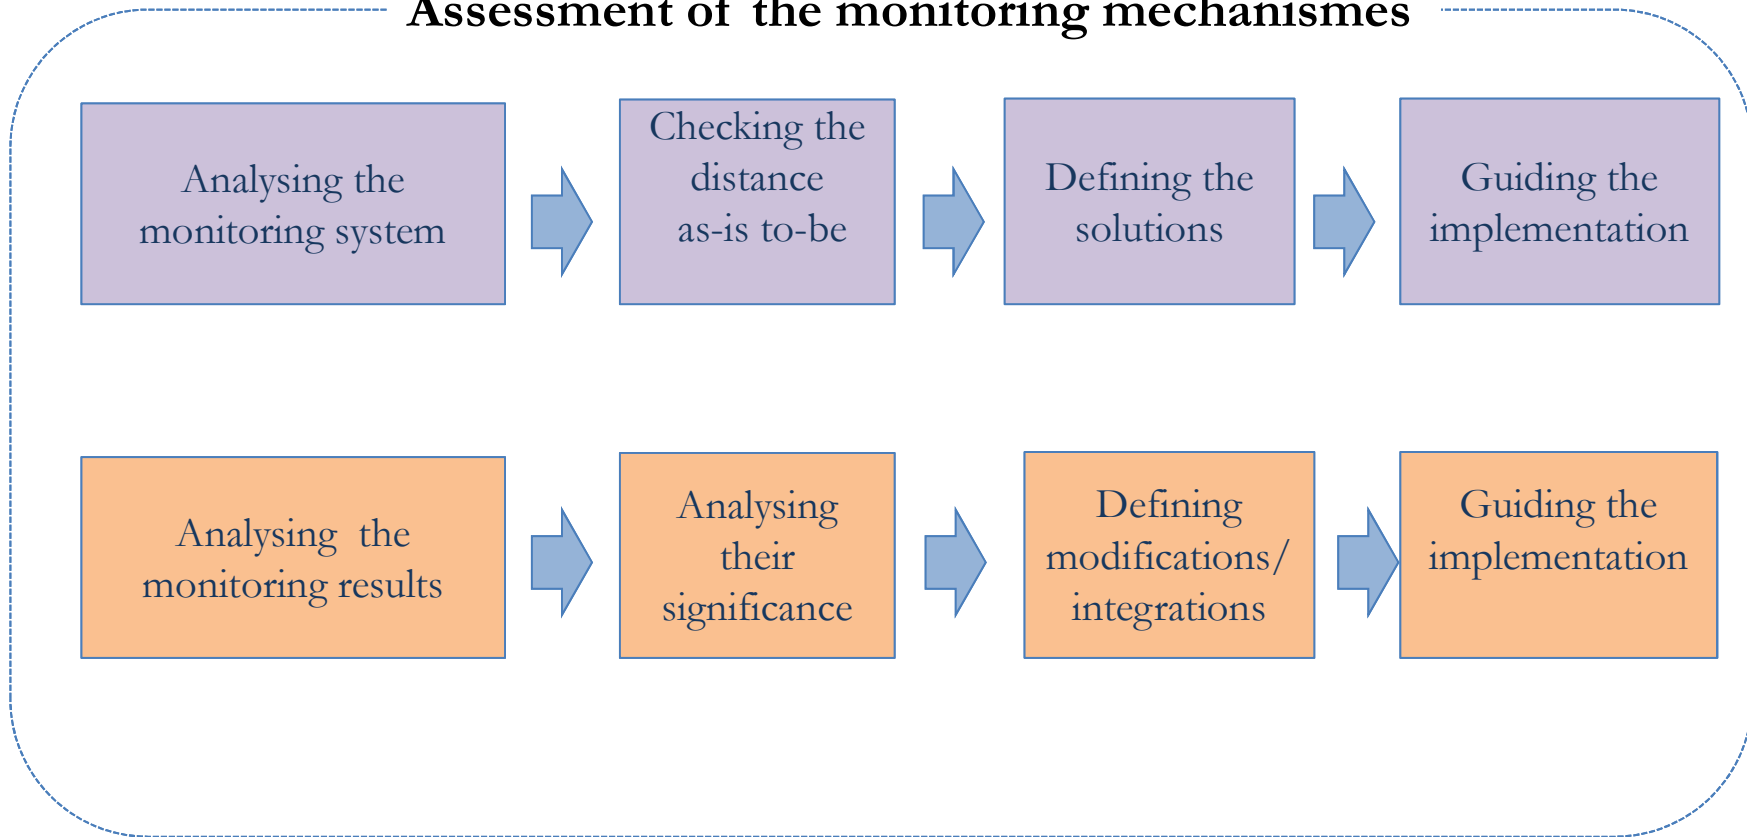 Assessment of the monitoring mechanismes
Analysing the
monitoring system
Checking the
distance
as-is to-be
Defining the
solutions
Guiding the
implementation
Analysing the
monitoring results
Analysing
their
significance
Defining
modifications/
integrations
Guiding the
implementation